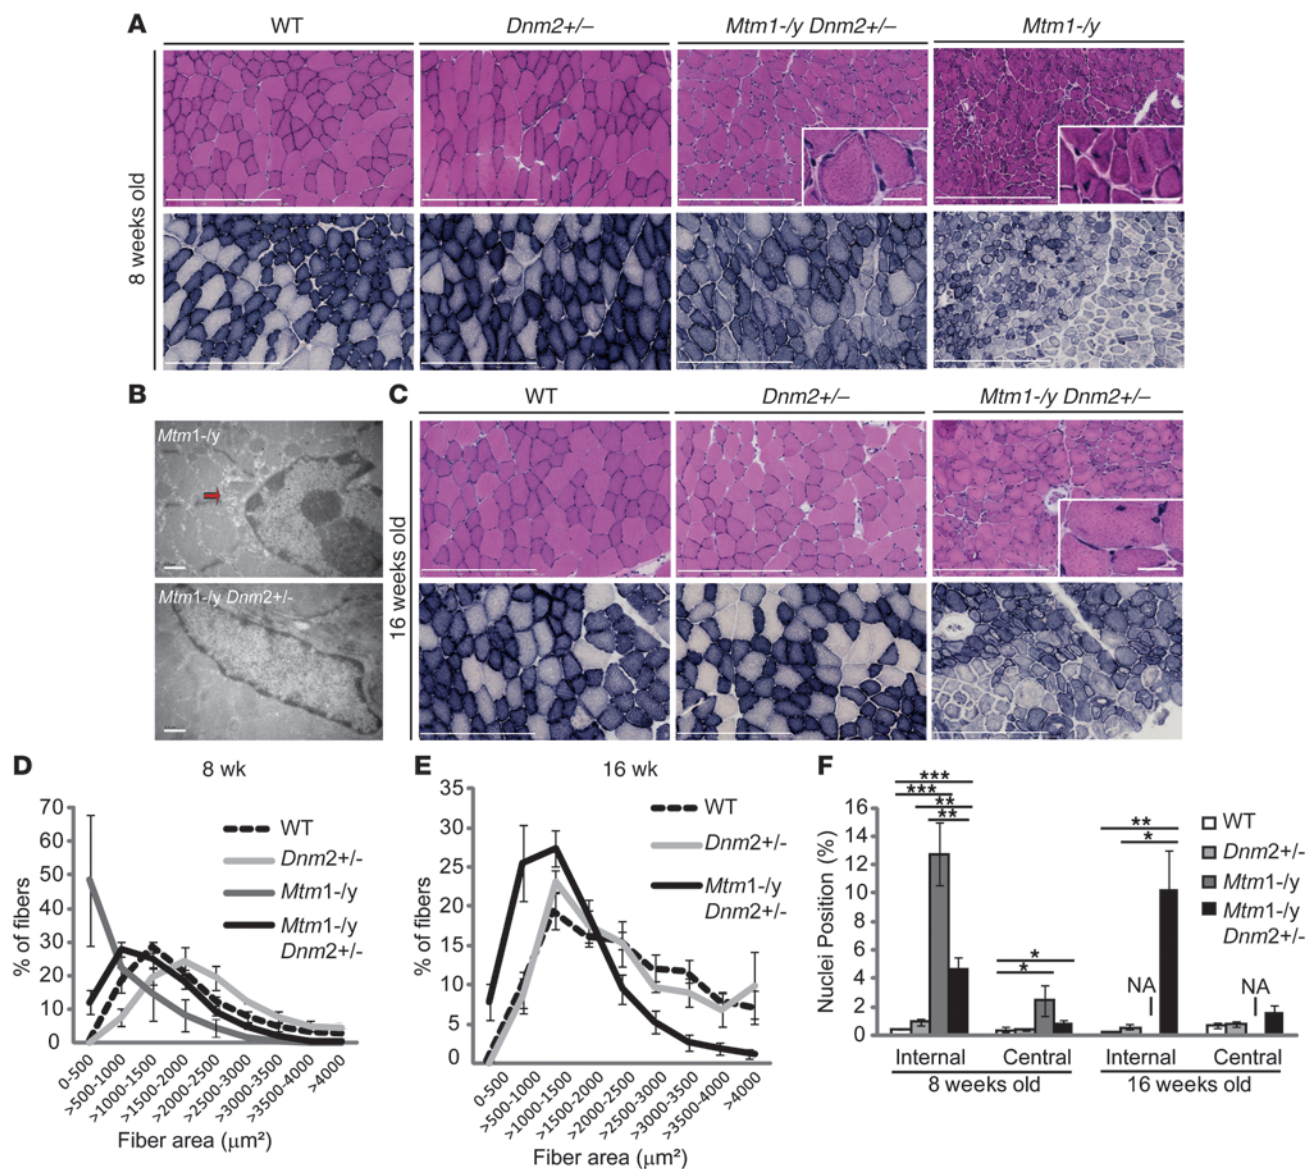 A
WT
Dnm2+/–
Mtm1-/y Dnm2+/–
Mtm1-/y
8 weeks old
B
Mtm1-/y
Mtm1-/y Dnm2+/-
C
WT
Dnm2+/–
Mtm1-/y Dnm2+/–
16 weeks old
D
8 wk
% of fibers
70
60
50
40
30
20
10
0
WT
Dnm2+/-
Mtm1-/y
Mtm1-/y
Dnm2+/-
0-500
>500-1000
>1000-1500
>1500-2000
>2000-2500
>2500-3000
>3000-3500
>3500-4000
>4000
Fiber area (μm²)
E
16 wk
% of fibers
35
30
25
20
15
10
5
0
WT
Dnm2+/-
Mtm1-/y
Dnm2+/-
0-500
>500-1000
>1000-1500
>1500-2000
>2000-2500
>2500-3000
>3000-3500
>3500-4000
>4000
Fiber area (μm²)
F
Nuclei Position (%)
16
14
12
10
8
6
4
2
0
***
***
**
**
*
*
**
*
NA
NA
WT
Dnm2+/-
Mtm1-/y
Mtm1-/y
Dnm2+/-
Internal Central Internal Central
8 weeks old 16 weeks old